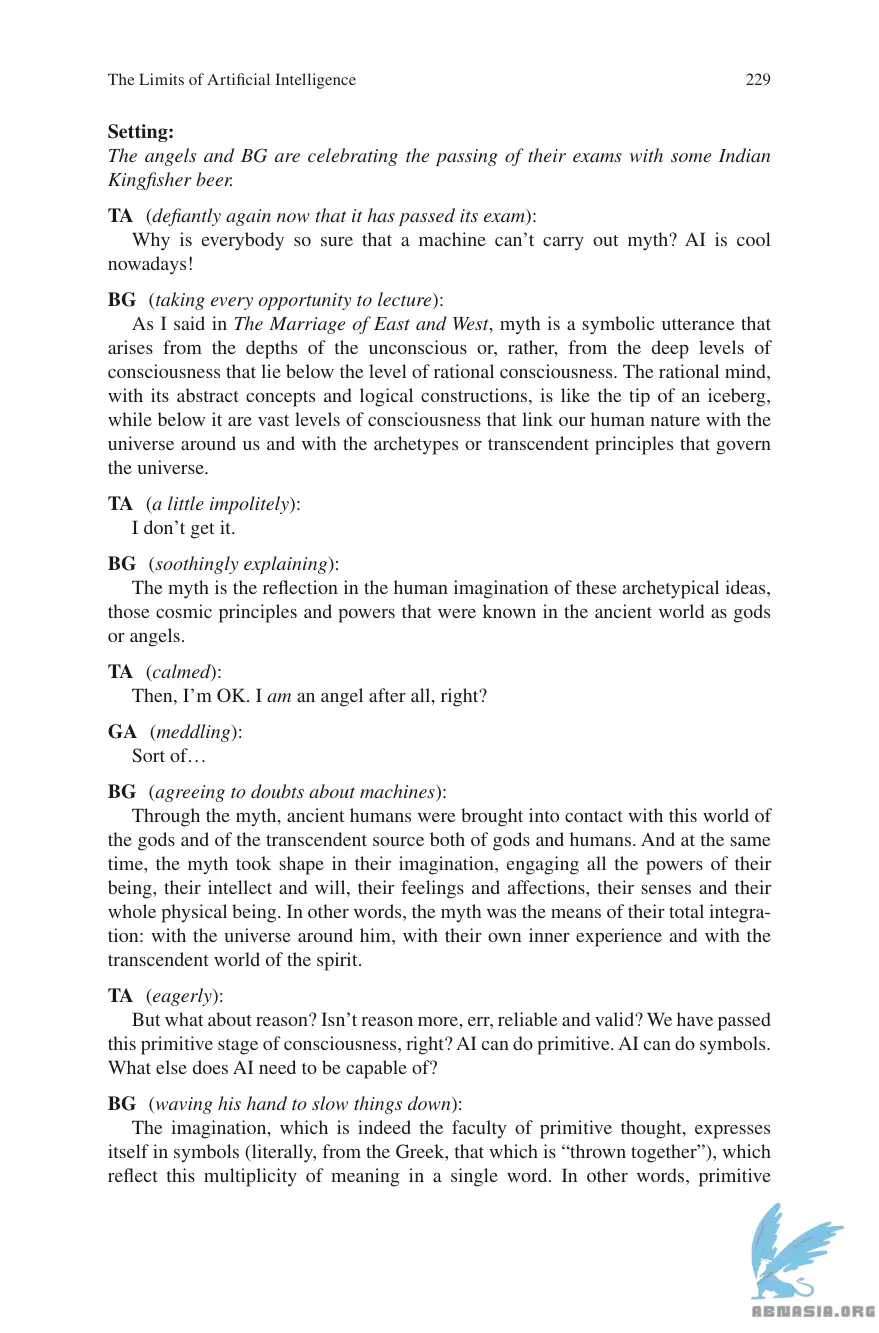 The Limits of Artificial Intelligence 229
Setting:
The angels and BG are celebrating the passing of their exams with some Indian
Kingfisher beer.
TA (defiantly again now that it has passed its exam):
Why is everybody so sure that a machine can’t carry out myth? AI is cool
nowadays!
BG (taking every opportunity to lecture):
As I said in The Marriage of East and West, myth is a symbolic utterance that
arises from the depths of the unconscious or, rather, from the deep levels of
consciousness that lie below the level of rational consciousness. The rational mind,
with its abstract concepts and logical constructions, is like the tip of an iceberg,
while below it are vast levels of consciousness that link our human nature with the
universe around us and with the archetypes or transcendent principles that govern
the universe.
TA (a little impolitely):
I don’t get it.
BG (soothingly explaining):
The myth is the reflection in the human imagination of these archetypical ideas,
those cosmic principles and powers that were known in the ancient world as gods
or angels.
TA (calmed):
Then, I’m OK. I am an angel after all, right?
GA (meddling):
Sort of…
BG (agreeing to doubts about machines):
Through the myth, ancient humans were brought into contact with this world of
the gods and of the transcendent source both of gods and humans. And at the same
time, the myth took shape in their imagination, engaging all the powers of their
being, their intellect and will, their feelings and affections, their senses and their
whole physical being. In other words, the myth was the means of their total integra-
tion: with the universe around him, with their own inner experience and with the
transcendent world of the spirit.
TA (eagerly):
But what about reason? Isn’t reason more, err, reliable and valid? We have passed
this primitive stage of consciousness, right? AI can do primitive. AI can do symbols.
What else does AI need to be capable of?
BG (waving his hand to slow things down):
The imagination, which is indeed the faculty of primitive thought, expresses
itself in symbols (literally, from the Greek, that which is “thrown together”), which
reflect this multiplicity of meaning in a single word. In other words, primitive
ABNASIA.ORG